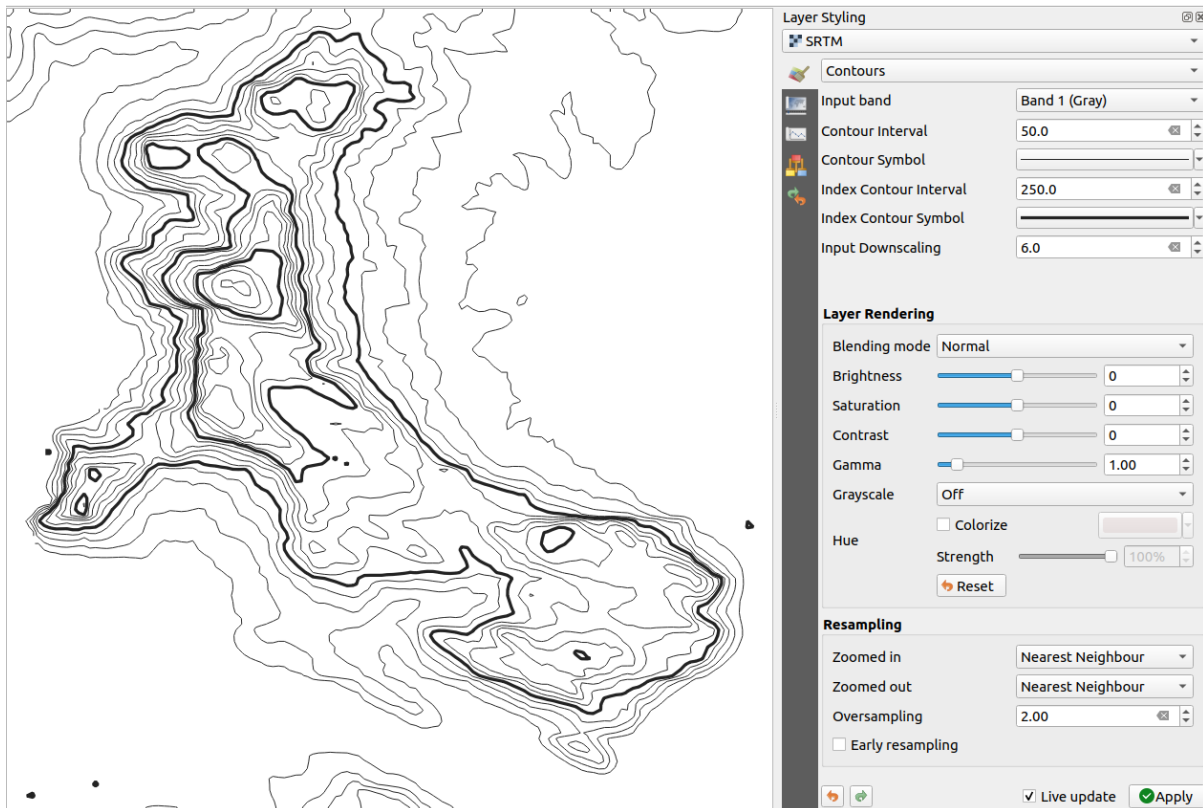 Layer Styling
SRTM
Contours
Input band Band 1 (Gray)
Contour Interval 50.0
Contour Symbol
Index Contour Interval 250.0
Index Contour Symbol
Input Downscaling 6.0
Layer Rendering
Blending mode Normal
Brightness 0
Saturation 0
Contrast 0
Gamma 1.00
Grayscale Off
Hue Colorize
Strength 100%
Reset
Resampling
Zoomed in Nearest Neighbour
Zoomed out Nearest Neighbour
Oversampling 2.00
Early resampling
Live update Apply